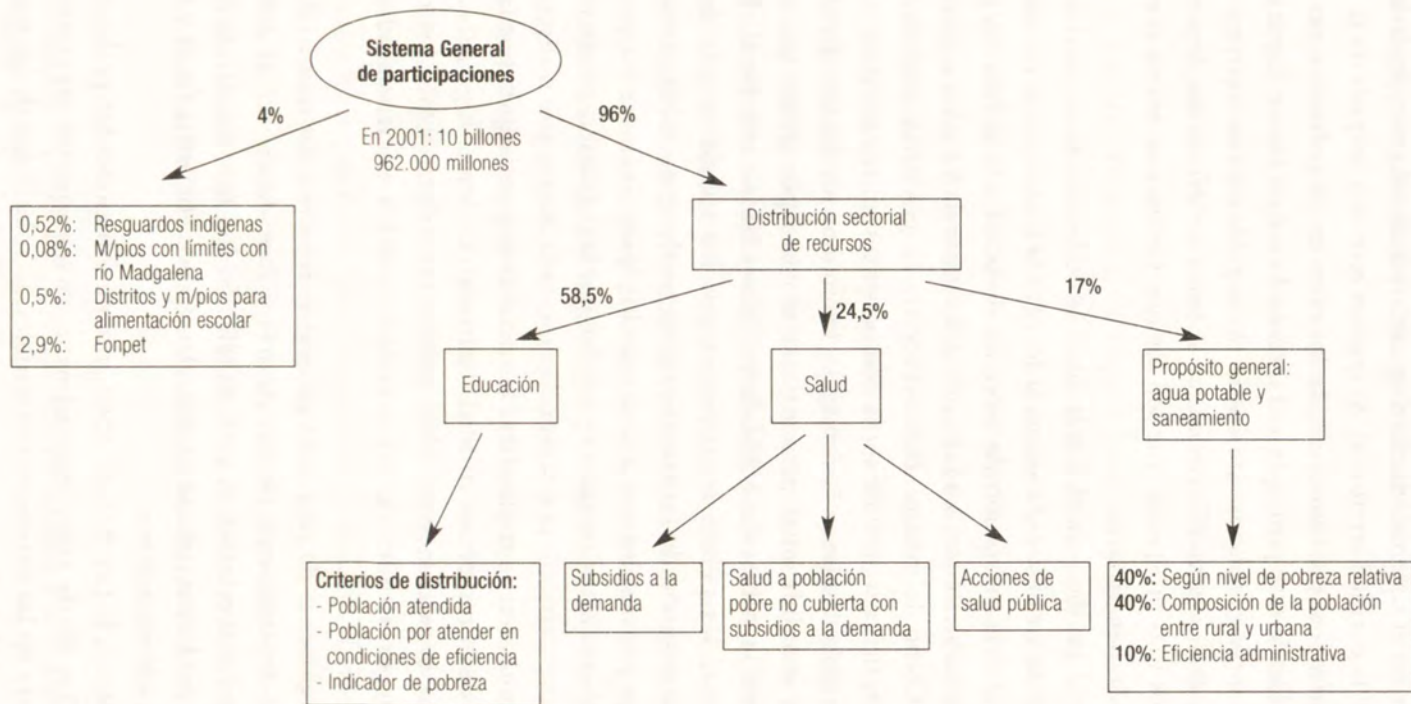 Sistema General
de participaciones
4%
96%
En 2001: 10 billones
962.000 millones
0,52%: Resguardos indígenas
0,08%: M/pios con límites con
río Madgalena
0,5%: Distritos y m/pios para
alimentación escolar
2,9%: Fonpet
Distribución sectorial
de recursos
58,5%
24,5%
17%
Educación
Salud
Propósito general:
agua potable y
saneamiento
Criterios de distribución:
- Población atendida
- Población por atender en
condiciones de eficiencia
- Indicador de pobreza
Subsidios a la
demanda
Salud a población
pobre no cubierta con
subsidios a la demanda
Acciones de
salud pública
40%: Según nivel de pobreza relativa
40%: Composición de la población
entre rural y urbana
10%: Eficiencia administrativa